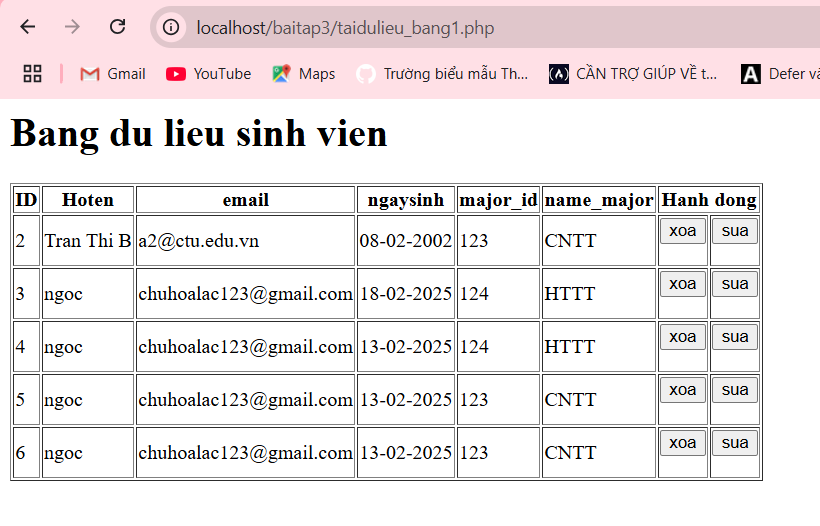 localhost/baitap3/taidulieu_bang1.php
Gmail YouTube Maps Trường biểu mẫu Th... CẦN TRỢ GIÚP VỀ t... Defer và
Bang du lieu sinh vien
ID Hoten email ngaysinh major_id name_major Hanh dong
2 Tran Thi B a2@ctu.edu.vn 08-02-2002 123 CNTT xoa sua
3 ngoc chuhoalac123@gmail.com 18-02-2025 124 HTTT xoa sua
4 ngoc chuhoalac123@gmail.com 13-02-2025 124 HTTT xoa sua
5 ngoc chuhoalac123@gmail.com 13-02-2025 123 CNTT xoa sua
6 ngoc chuhoalac123@gmail.com 13-02-2025 123 CNTT xoa sua